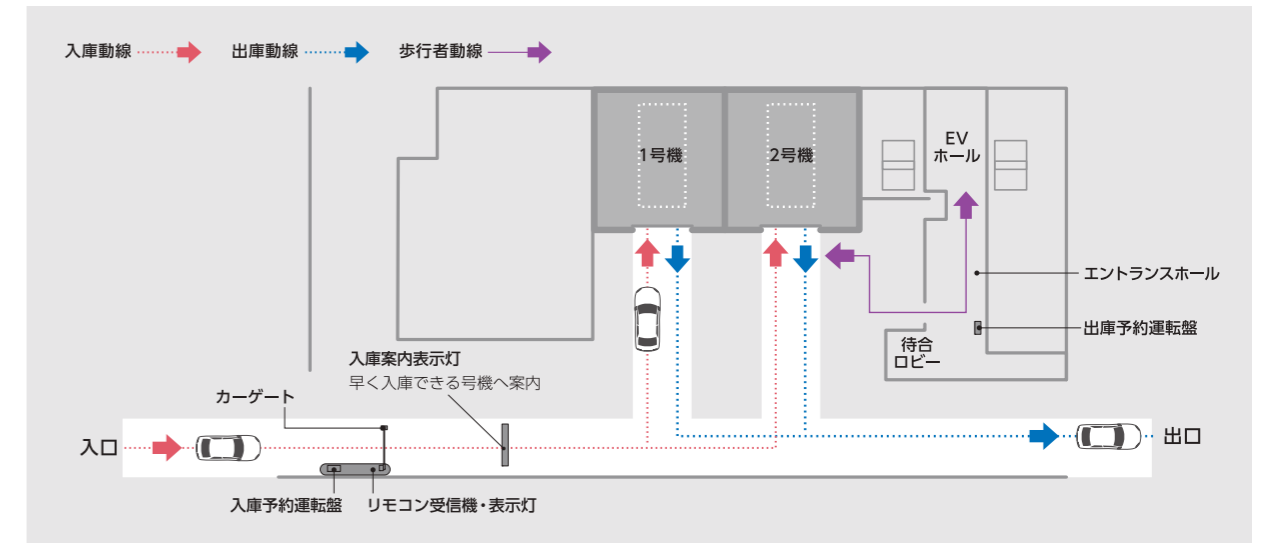 入庫動線
出庫動線
歩行者動線
1号機
2号機
EV
ホール
エントランスホール
出庫予約運転盤
待合
ロビー
入庫案内表示灯
早く入庫できる号機へ案内
カーゲート
入口
出口
入庫予約運転盤
リモコン受信機・表示灯